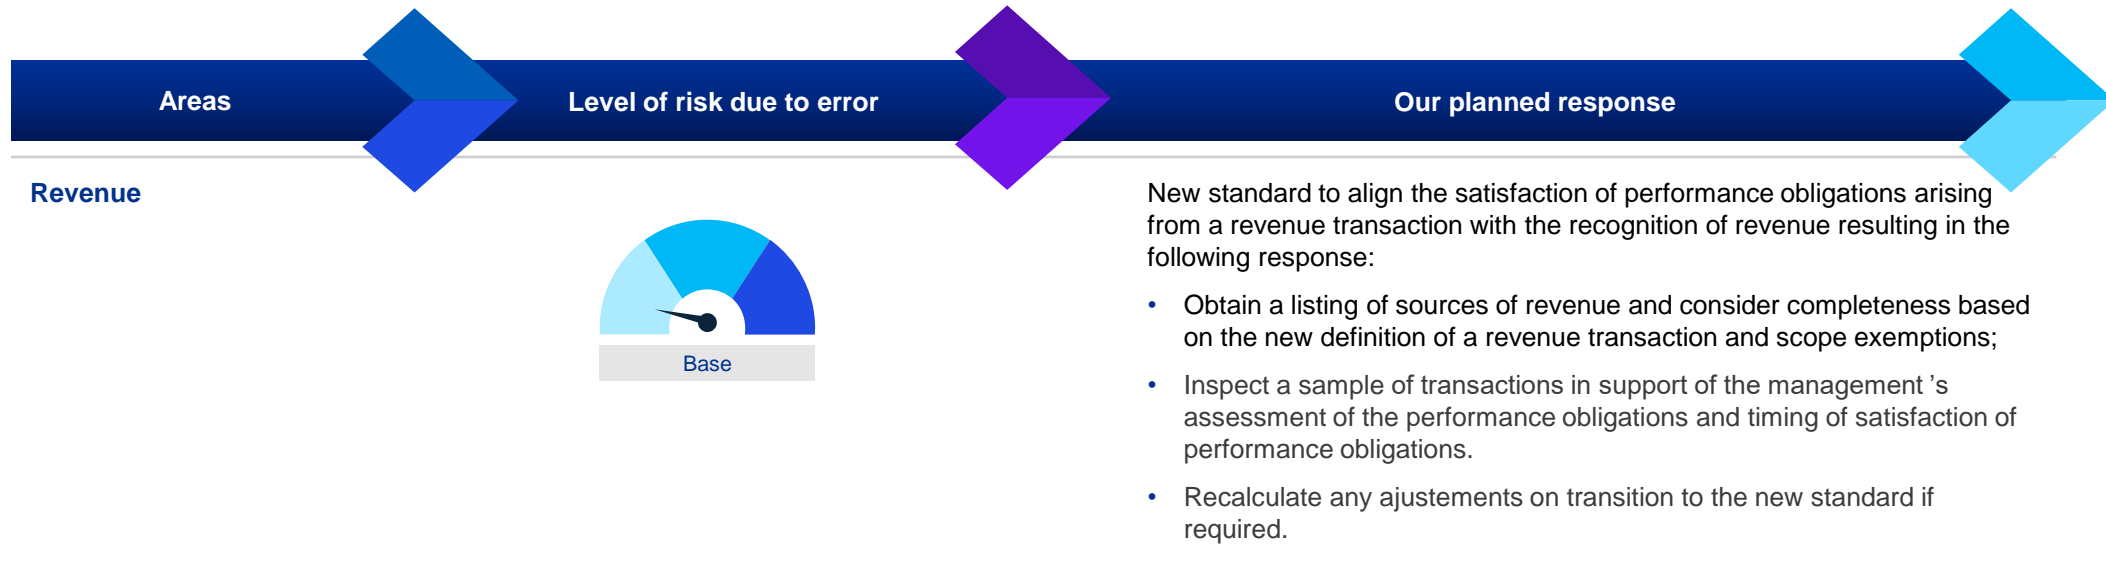 Areas
Level of risk due to error
Our planned response
Revenue
Base
New standard to align the satisfaction of performance obligations arising
from a revenue transaction with the recognition of revenue resulting in the
following response:
• Obtain a listing of sources of revenue and consider completeness based
on the new definition of a revenue transaction and scope exemptions;
• Inspect a sample of transactions in support of the management 's
assessment of the performance obligations and timing of satisfaction of
performance obligations.
• Recalculate any ajustements on transition to the new standard if
required.